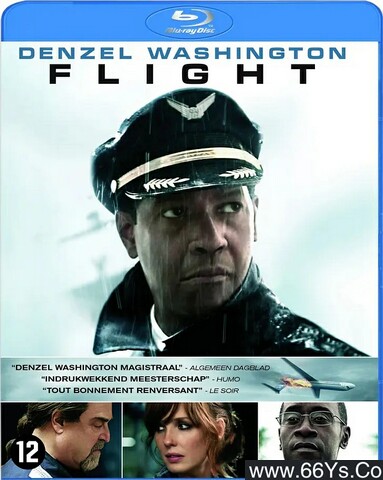 Blu-ray Disc
DENZEL WASHINGTON
FLIGHT
"DENZEL WASHINGTON MAGISTRAAL" - ALGEMEEN DAGBLAD
"INDRUKWEKKEND MEESTERSCHAP" - HUMO
"TOUT BONNEMENT RENVERSANT" - LE SOIR
12
www.66Ys.Co